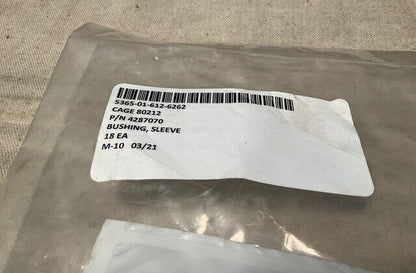 5365-01-612-6262
CAGE 80212
P/N 4287070
BUSHING, SLEEVE
18 EA
M-10 03/21